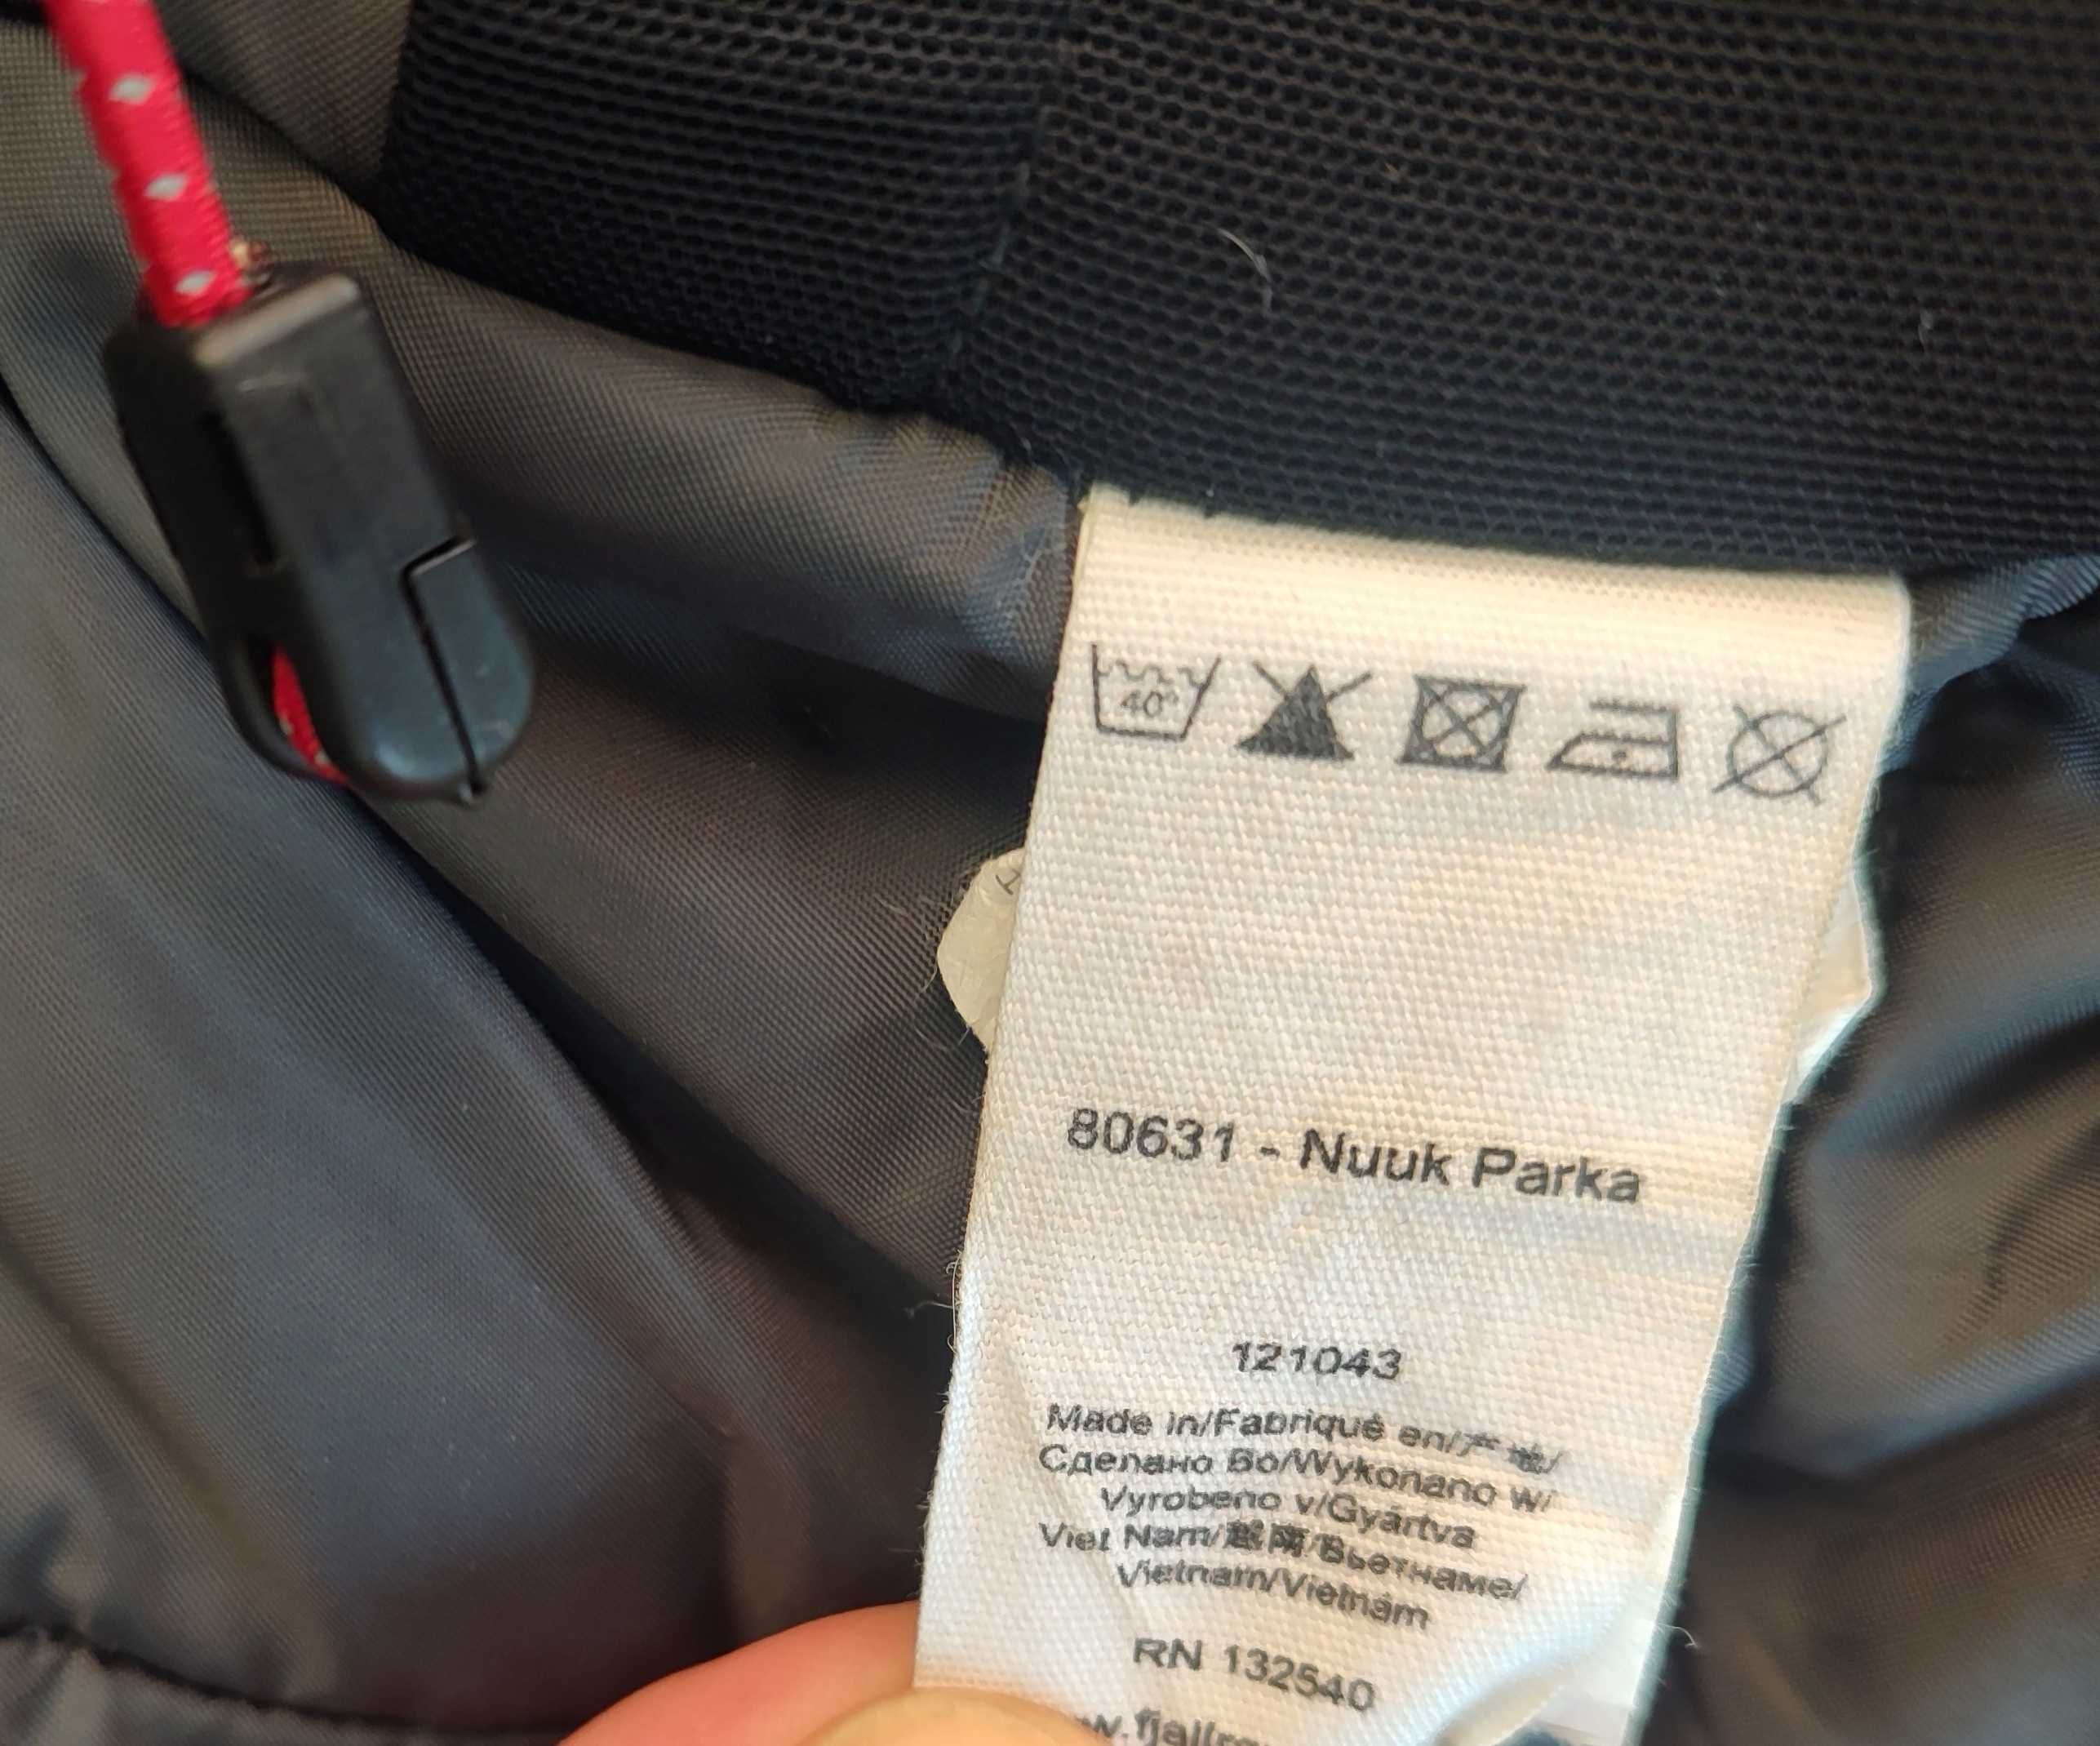 40°
80631 - Nuuk Parka
121043
Made in/Fabriqué en/产地/
Сделано Во/Wykonano w/
Vyrobeno v/Gyártva
Viet Nam/越南/Вьетнаме/
Vietnam/Vietnám
RN 132540
w.fjallr